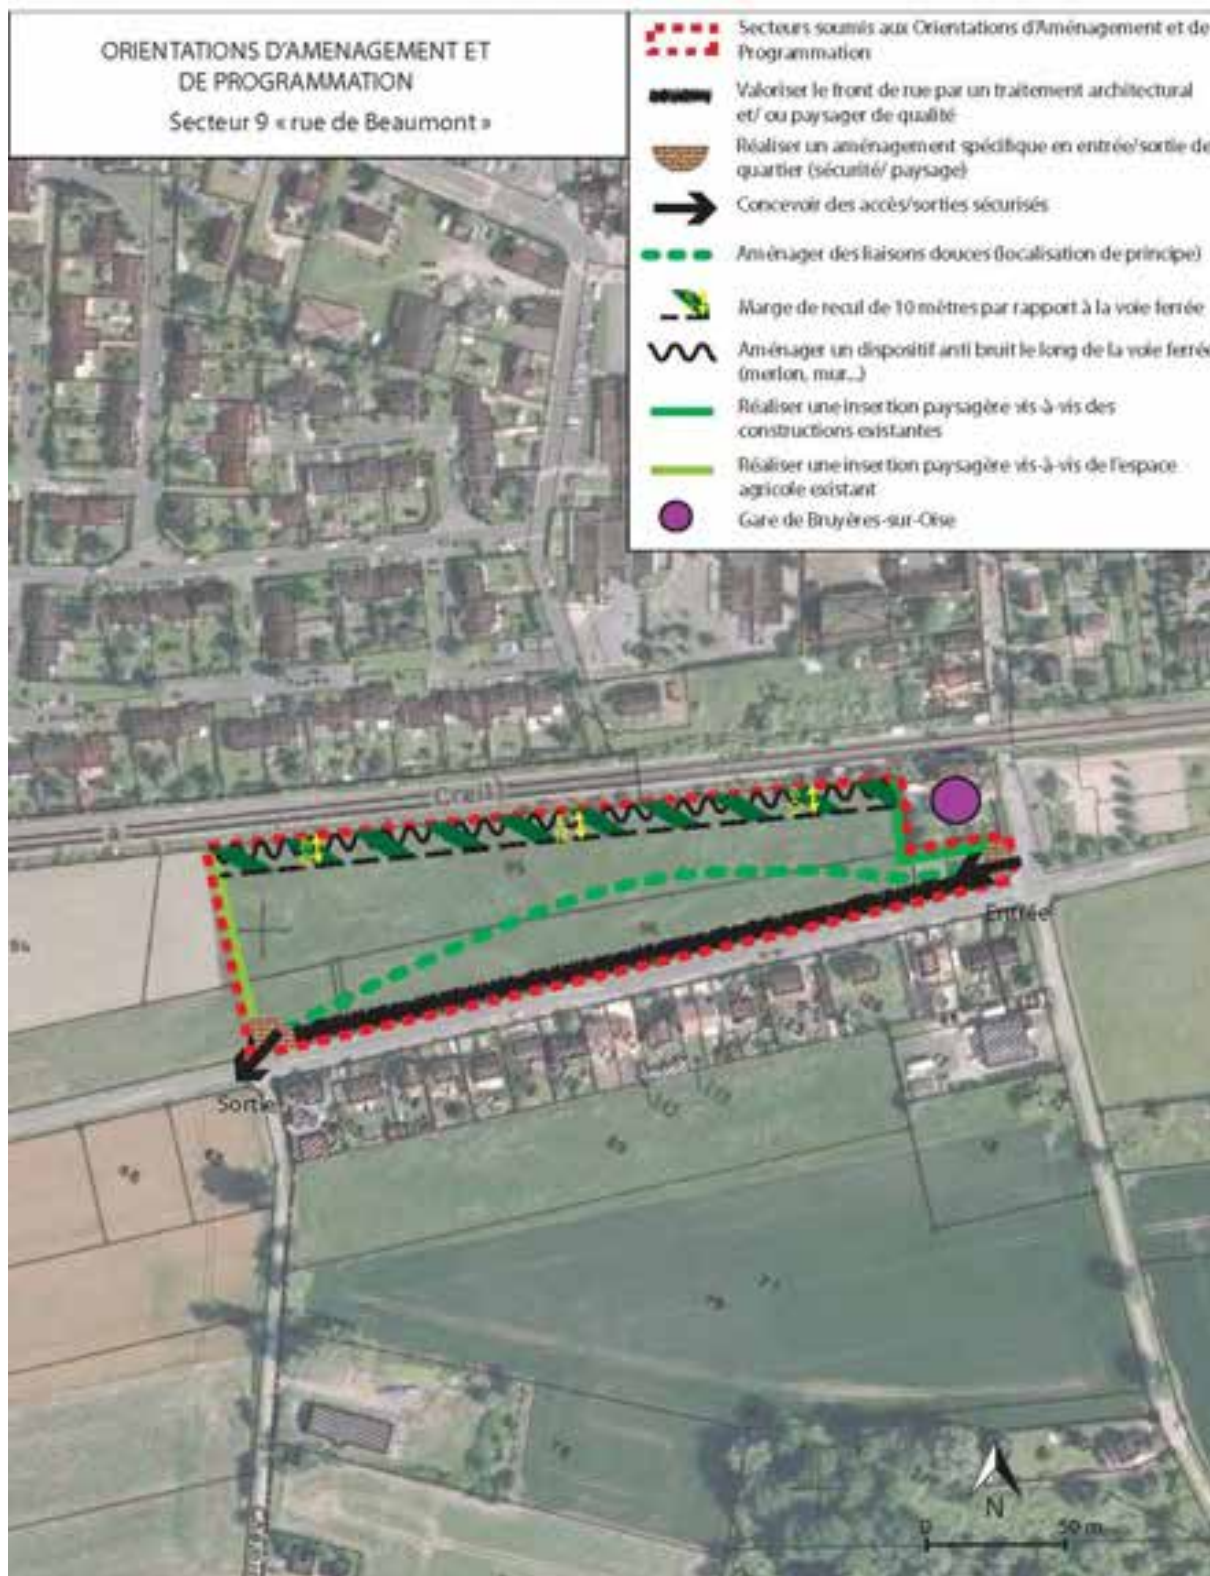 ORIENTATIONS D'AMENAGEMENT ET
DE PROGRAMMATION
Secteur 9 « rue de Beaumont »
Secteurs soumis aux Orientations d'Aménagement et de
Programmation
Valoriser le front de rue par un traitement architectural
et/ ou paysager de qualité
Réaliser un aménagement spécifique en entrée/sortie de
quartier (sécurité/ paysage)
Concevoir des accès/sorties sécurisés
Aménager des liaisons douces (localisation de principe)
Marge de recul de 10 mètres par rapport à la voie ferrée
Aménager un dispositif anti bruit le long de la voie ferrée
(merlon, mur...)
Réaliser une insertion paysagère vis-à-vis des
constructions existantes
Réaliser une insertion paysagère vis-à-vis de l'espace
agricole existant
Gare de Bruyères-sur-Oise
Creil
à
Entrée
Sortie
N
0
50 m